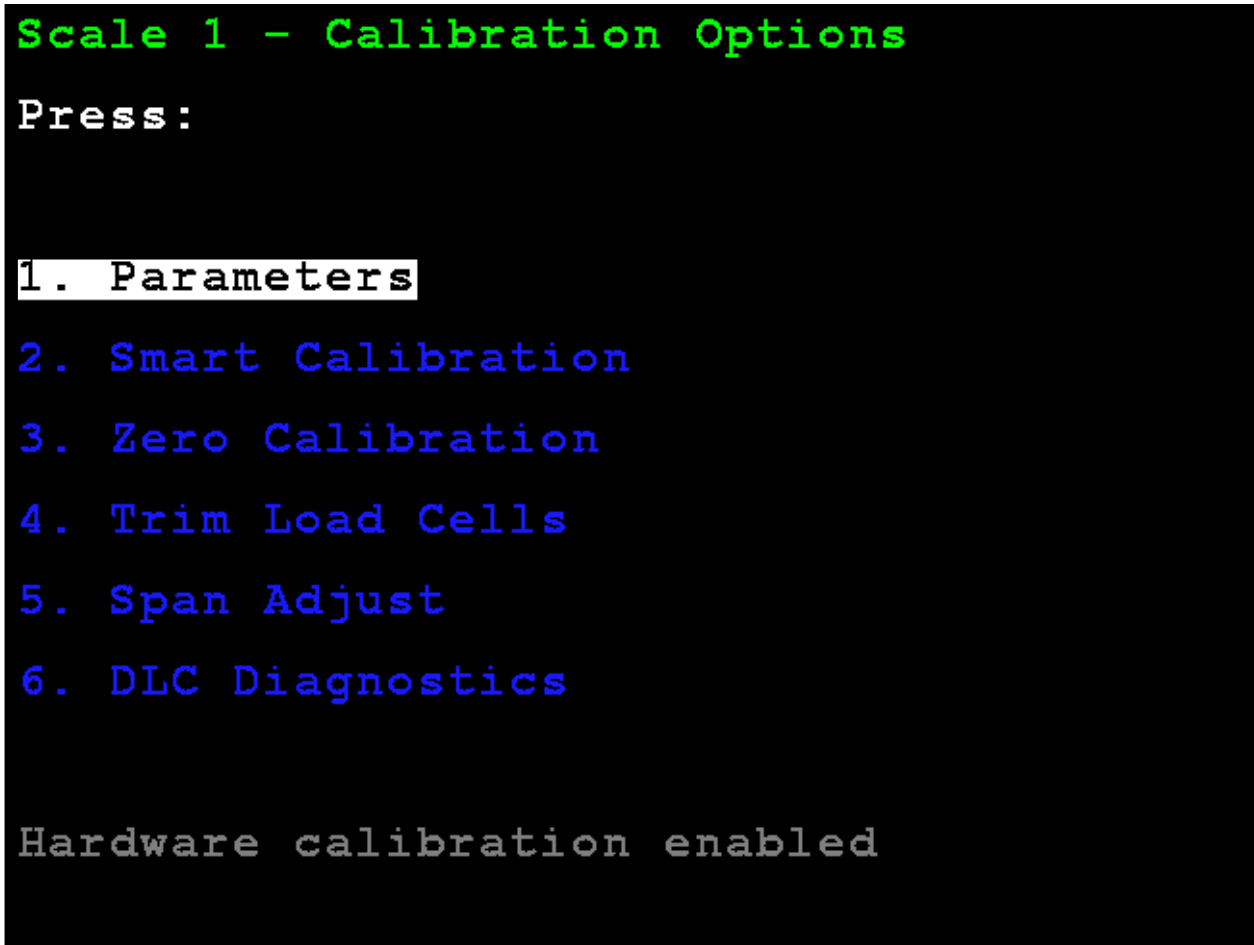 Scale 1 - Calibration Options
Press:
1. Parameters
2. Smart Calibration
3. Zero Calibration
4. Trim Load Cells
5. Span Adjust
6. DLC Diagnostics
Hardware calibration enabled